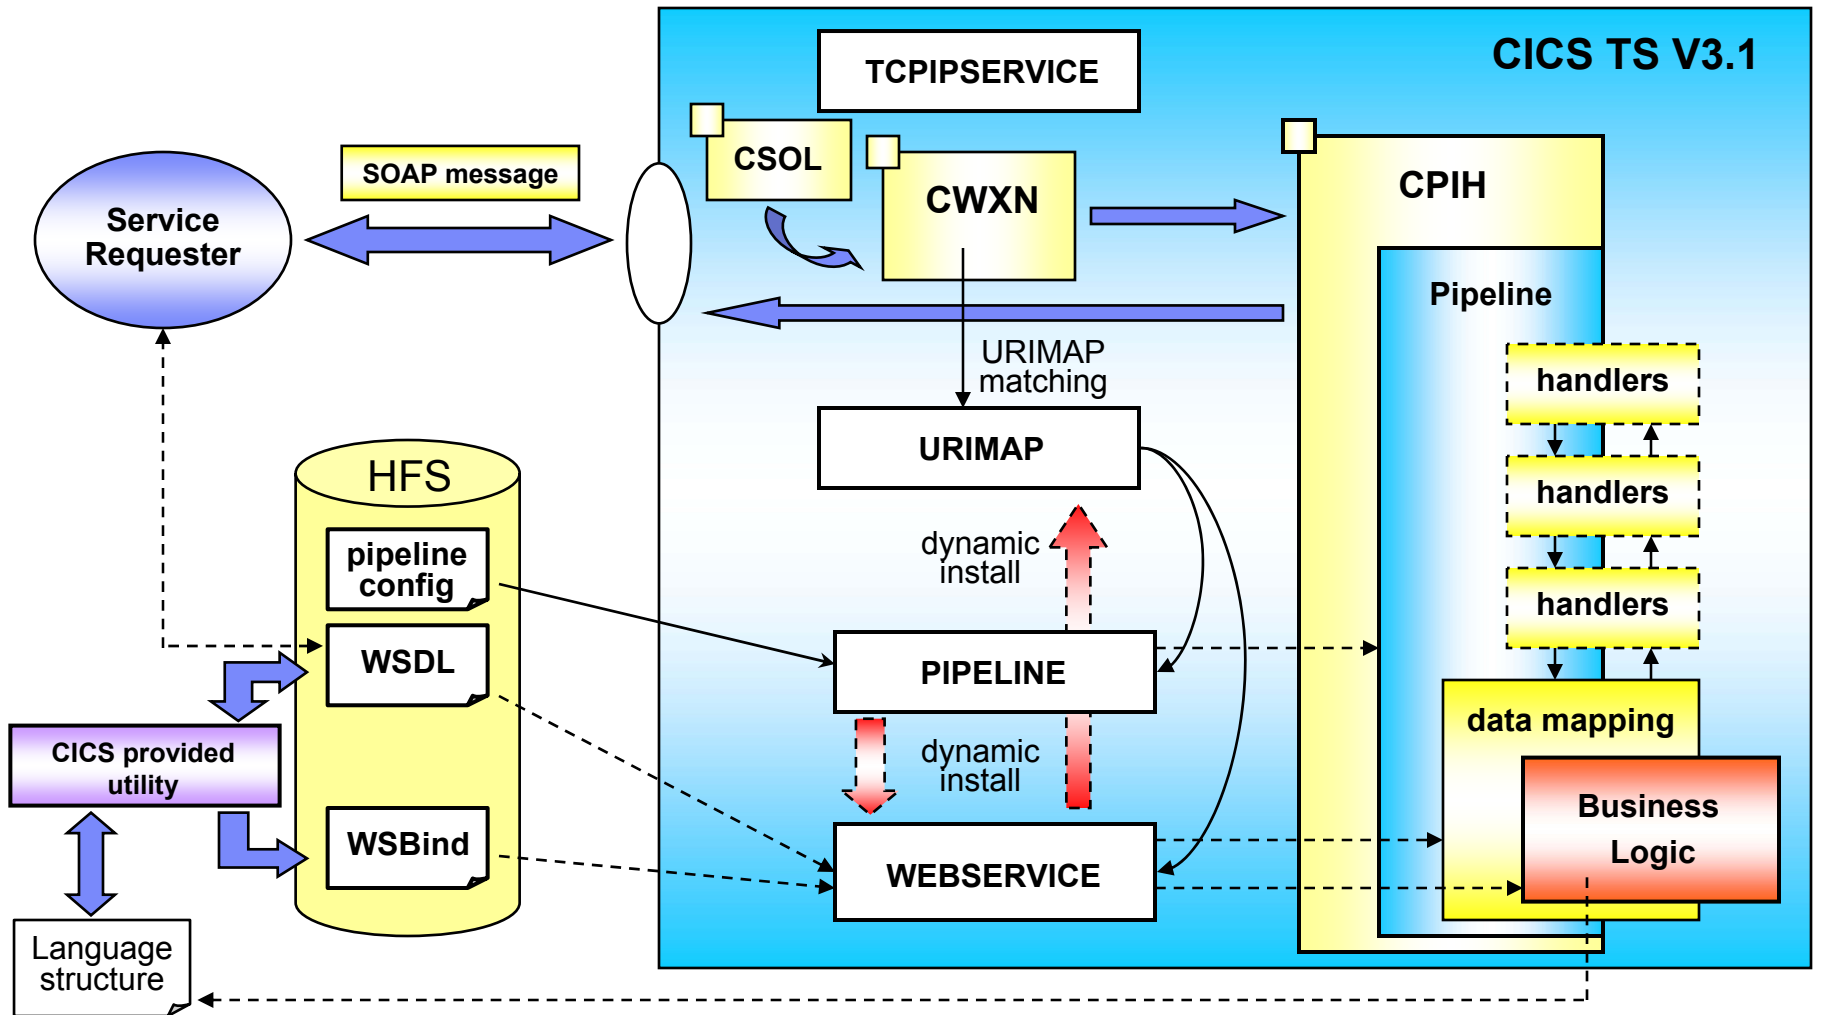 CICS TS V3.1
TCPIPSERVICE
CSOL
CWXN
CPIH
SOAP message
Service
Requester
Pipeline
URIMAP
matching
handlers
URIMAP
HFS
handlers
pipeline
config
dynamic
install
handlers
WSDL
PIPELINE
data mapping
CICS provided
utility
dynamic
install
Business
Logic
WSBind
WEBSERVICE
Language
structure